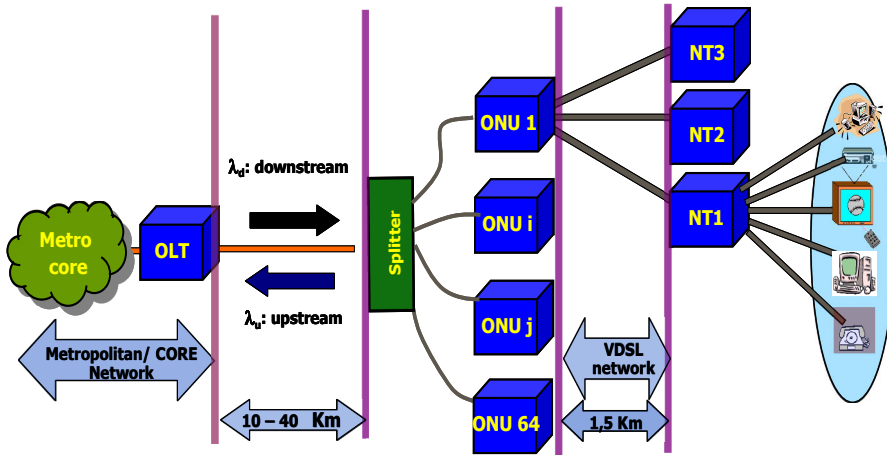 Metro
core
OLT
λd: downstream
λu: upstream
Splitter
ONU 1
ONU i
ONU j
ONU 64
NT3
NT2
NT1
Metropolitan/ CORE
Network
10 – 40 Km
VDSL
network
1,5 Km